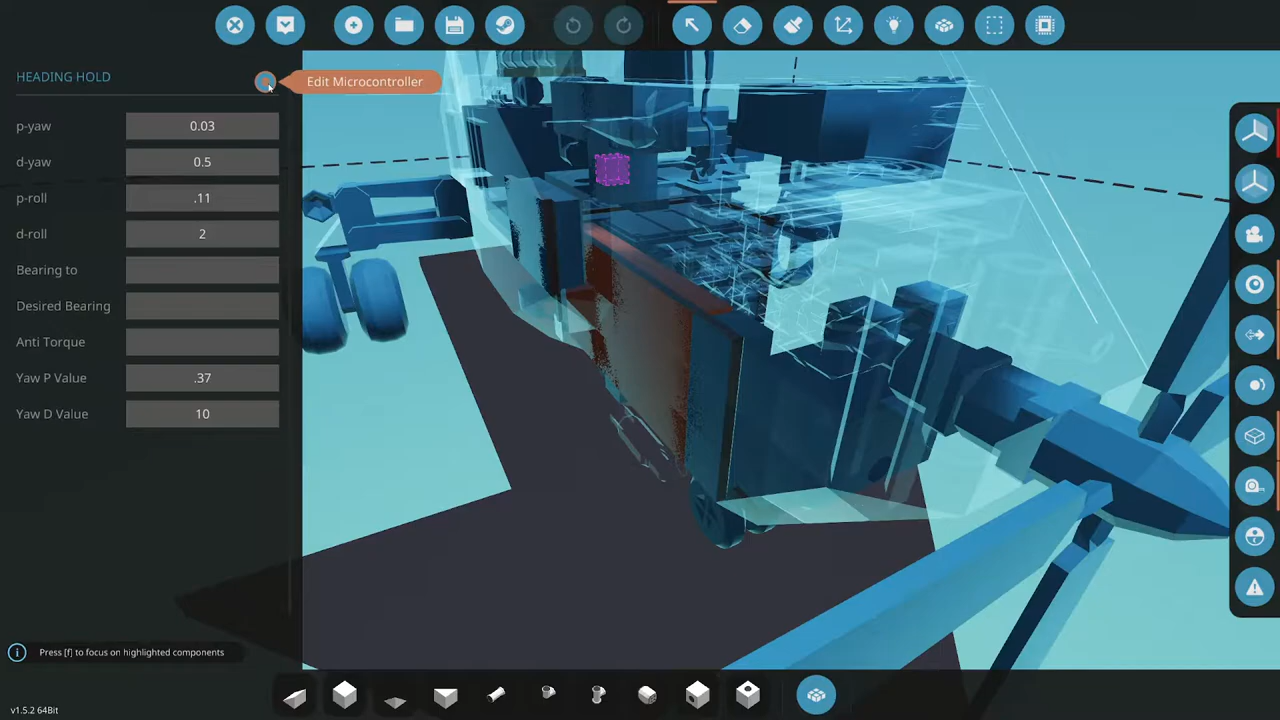 HEADING HOLD
Edit Microcontroller
p-yaw 0.03
d-yaw 0.5
p-roll .11
d-roll 2
Bearing to
Desired Bearing
Anti Torque
Yaw P Value .37
Yaw D Value 10
Press [f] to focus on highlighted components
v1.5.2 64Bit